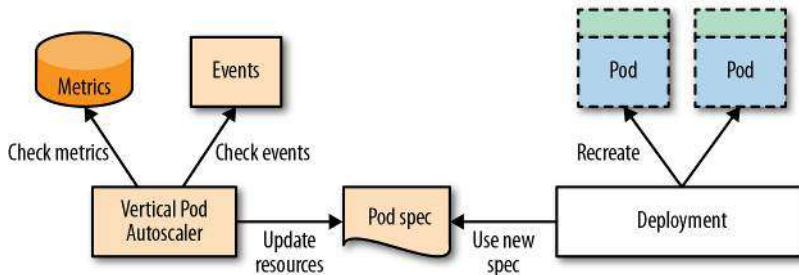 Metrics
Events
Pod
Pod
Check metrics
Check events
Recreate
Vertical Pod
Autoscaler
Update
resources
Pod spec
Use new
spec
Deployment